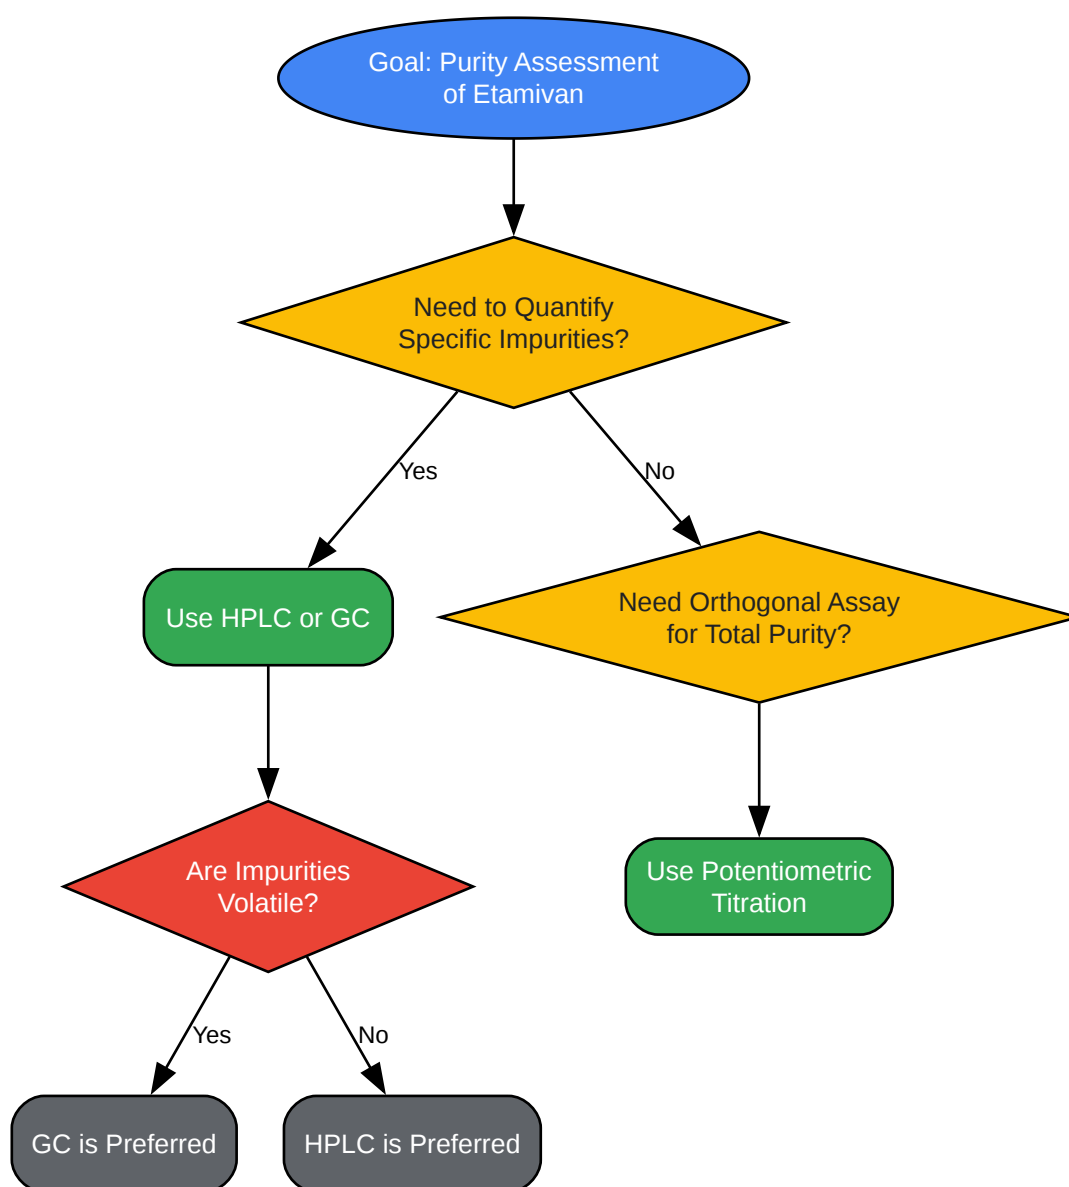 Goal: Purity Assessment
of Etamivan
Need to Quantify
Specific Impurities?
Yes
No
Use HPLC or GC
Need Orthogonal Assay
for Total Purity?
Are Impurities
Volatile?
Use Potentiometric
Titration
Yes
No
GC is Preferred
HPLC is Preferred